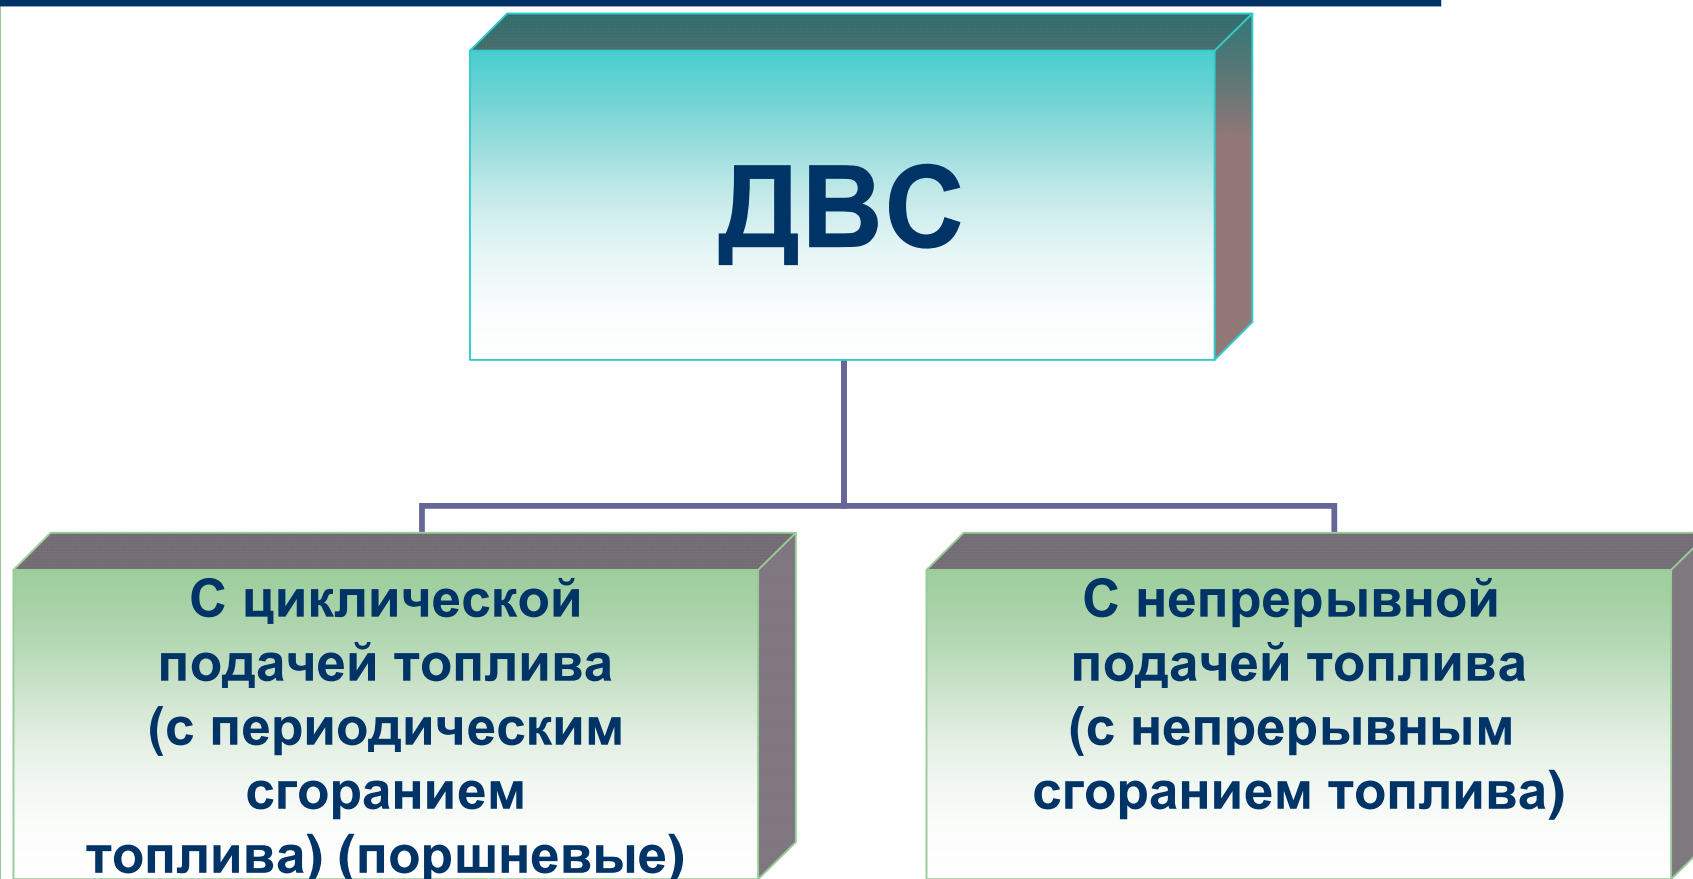 ДВС
С циклической
подачей топлива
(с периодическим
сгоранием
топлива) (поршневые)
С непрерывной
подачей топлива
(с непрерывным
сгоранием топлива)